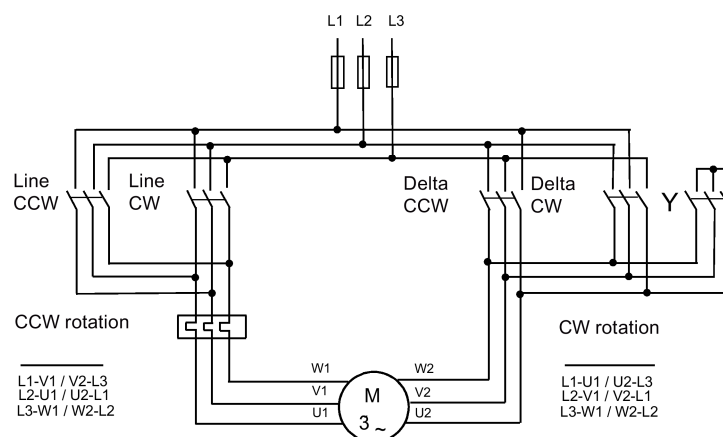 L1 L2 L3
Line CCW
Line CW
Delta CCW
Delta CW
Y
CCW rotation
CW rotation
W1 W2
V1 V2
U1 U2
M
3 ~
L1-V1 / V2-L3
L2-U1 / U2-L1
L3-W1 / W2-L2
L1-U1 / U2-L3
L2-V1 / V2-L1
L3-W1 / W2-L2